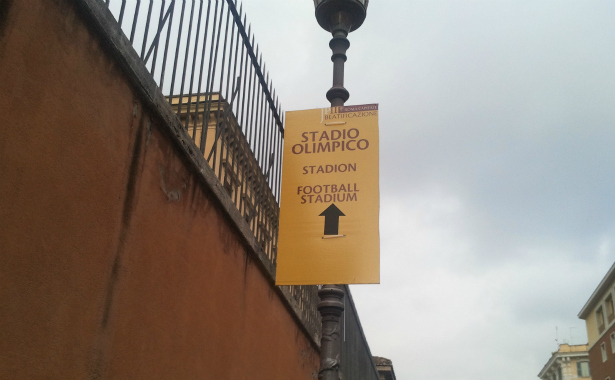 BEATIFICAZIONE
STADIO
OLIMPICO
STADION
FOOTBALL
STADIUM